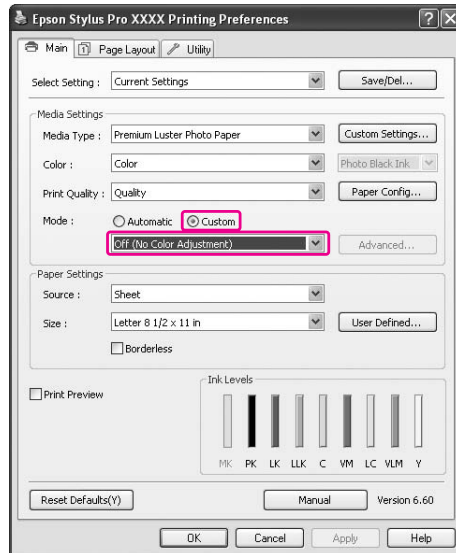 Epson Stylus Pro XXXX Printing Preferences
Main Page Layout Utility
Select Setting : Current Settings Save/Del...
Media Settings
Media Type : Premium Luster Photo Paper Custom Settings...
Color : Color Photo Black Ink
Print Quality : Quality Paper Config...
Mode : Automatic Custom
Off (No Color Adjustment) Advanced...
Paper Settings
Source : Sheet
Size : Letter 8 1/2 x 11 in User Defined...
Borderless
Print Preview
Ink Levels
MK PK LK LLK C VM LC VLM Y
Reset Defaults(Y) Manual Version 6.60
OK Cancel Apply Help